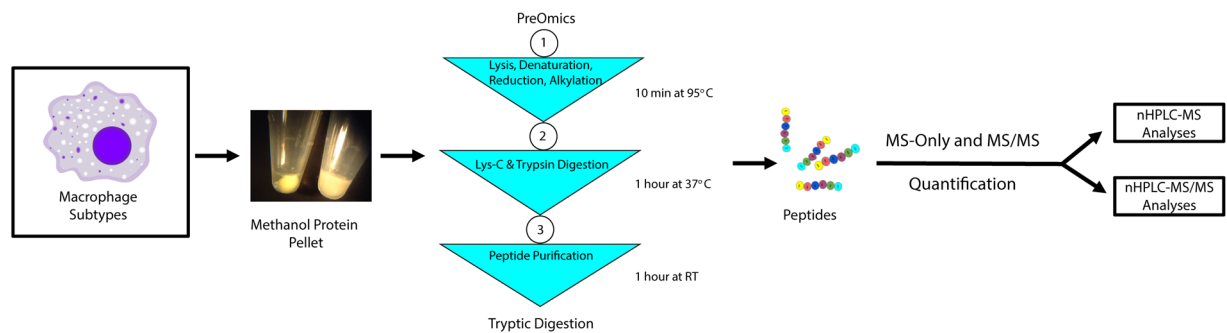 Macrophage
Subtypes
Methanol Protein
Pellet
PreOmics
1
Lysis, Denaturation,
Reduction, Alkylation
10 min at 95°C
2
Lys-C & Trypsin Digestion
1 hour at 37°C
3
Peptide Purification
1 hour at RT
Tryptic Digestion
Peptides
MS-Only and MS/MS
Quantification
nHPLC-MS
Analyses
nHPLC-MS/MS
Analyses